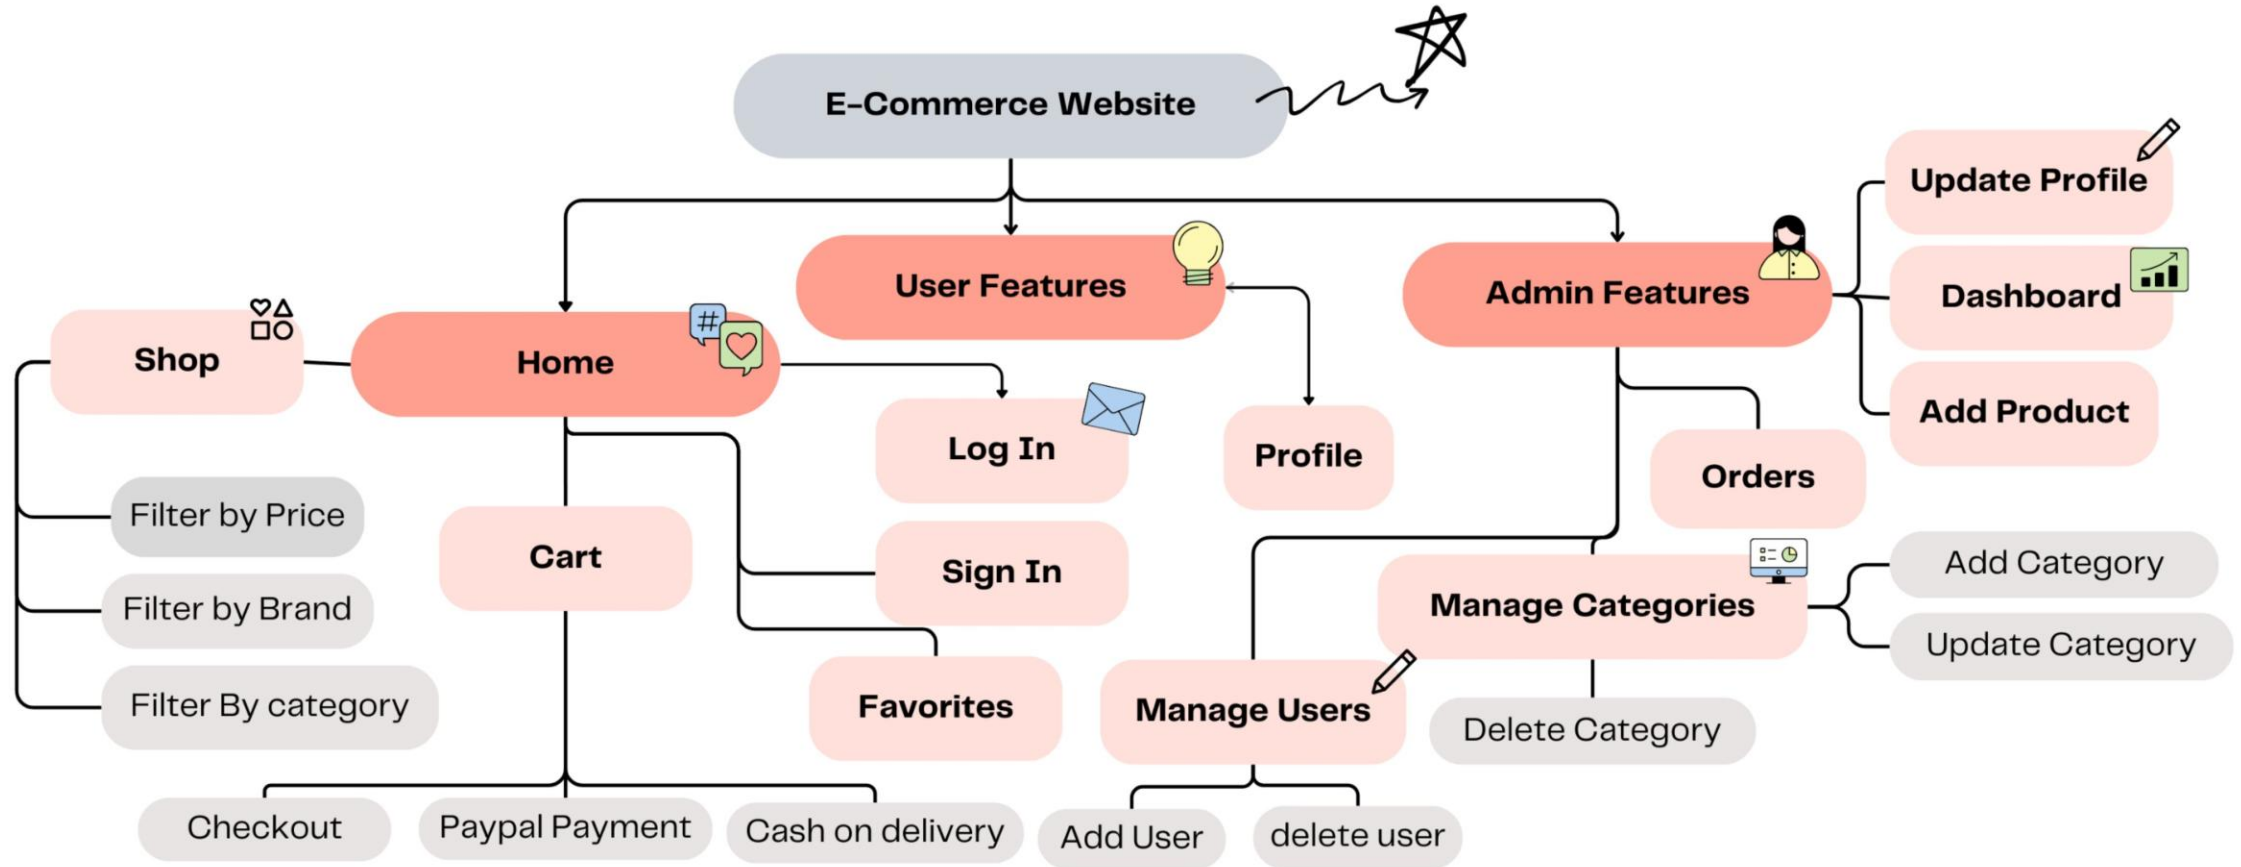 E-Commerce Website
Update Profile
User Features
Admin Features
Dashboard
#
Shop
Home
Add Product
Log In
Profile
Orders
Filter by Price
Cart
Sign In
Add Category
Filter by Brand
Manage Categories
Update Category
Filter By category
Favorites
Manage Users
Delete Category
Checkout
Paypal Payment
Cash on delivery
Add User
delete user